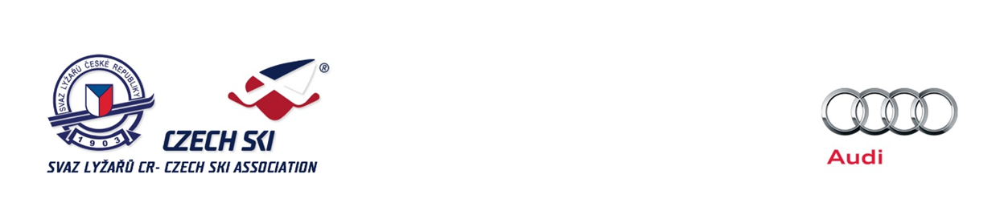 SVAZ LYŽAŘŮ ČESKÉ REPUBLIKY
1903
®
CZECH SKI
SVAZ LYŽAŘŮ CR- CZECH SKI ASSOCIATION
Audi